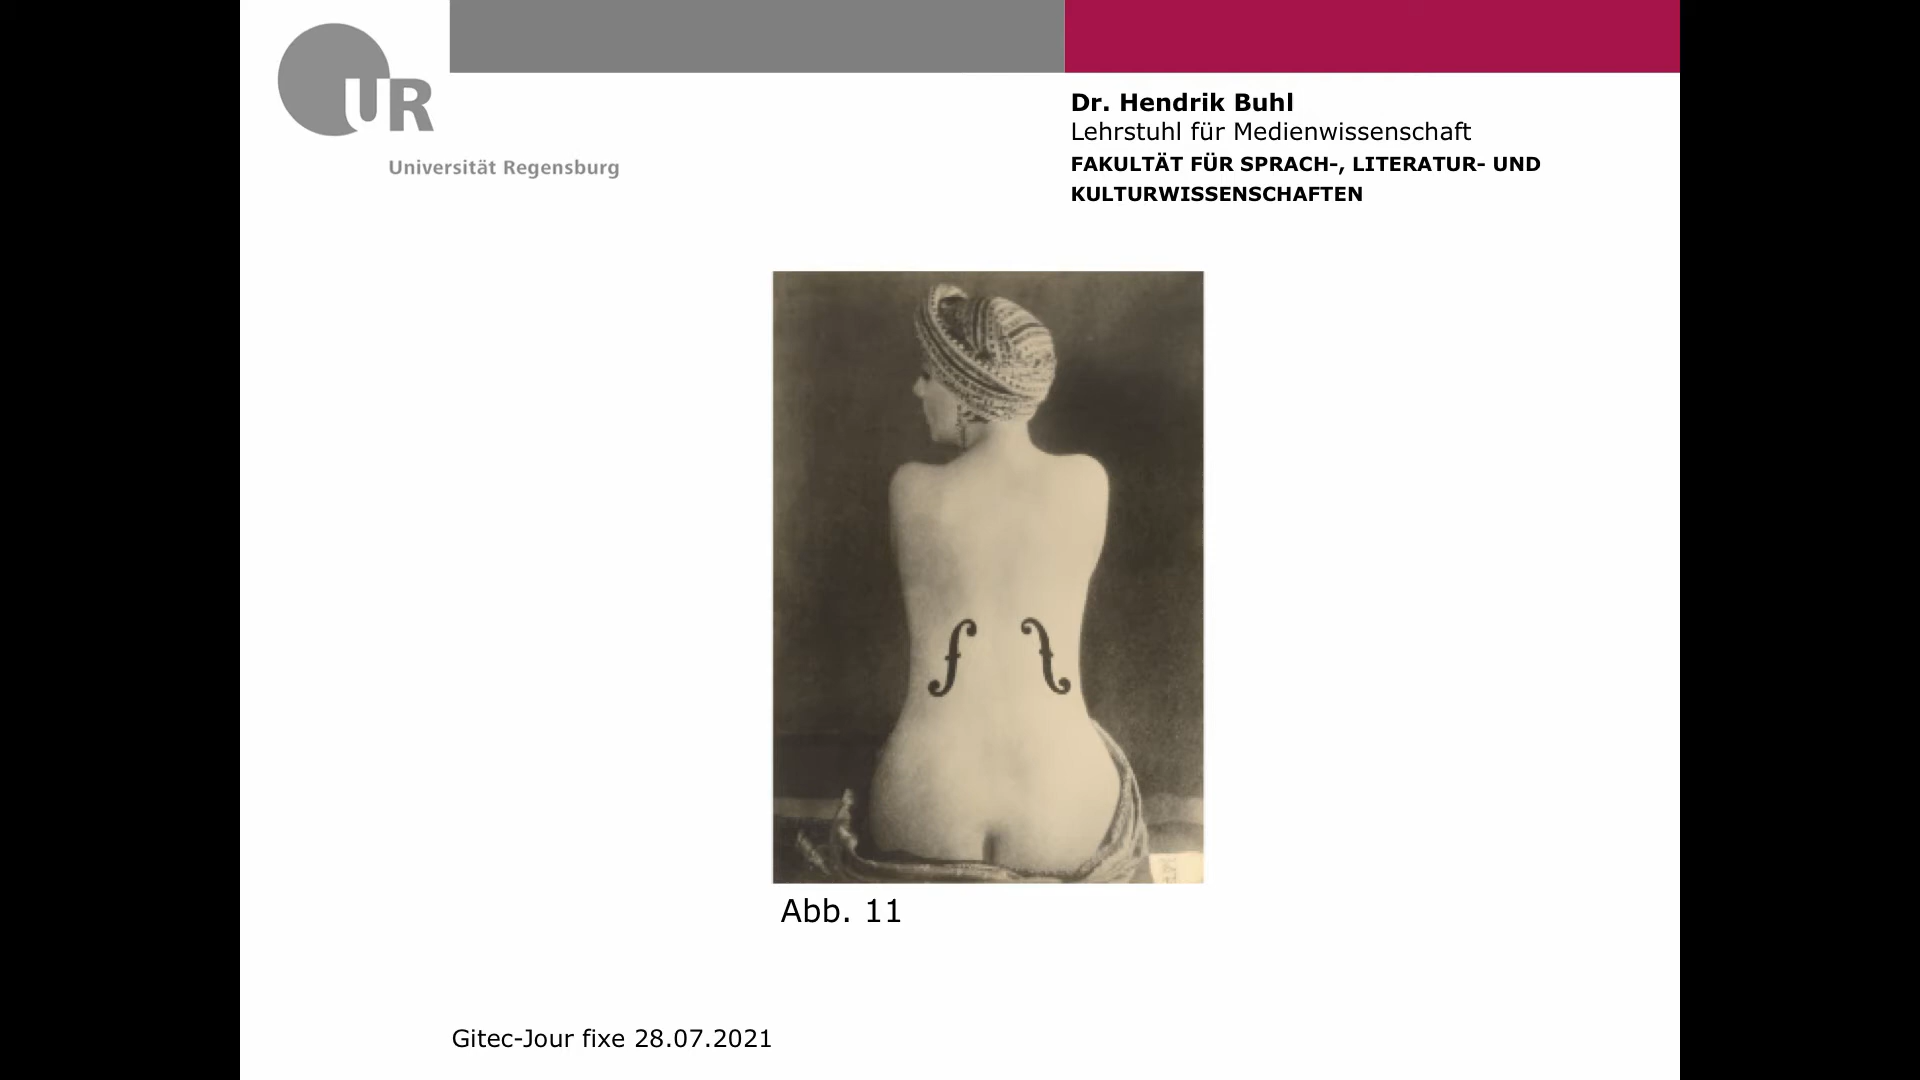 UR
Universität Regensburg
Dr. Hendrik Buhl
Lehrstuhl für Medienwissenschaft
FAKULTÄT FÜR SPRACH-, LITERATUR- UND
KULTURWISSENSCHAFTEN
Abb. 11
Gitec-Jour fixe 28.07.2021